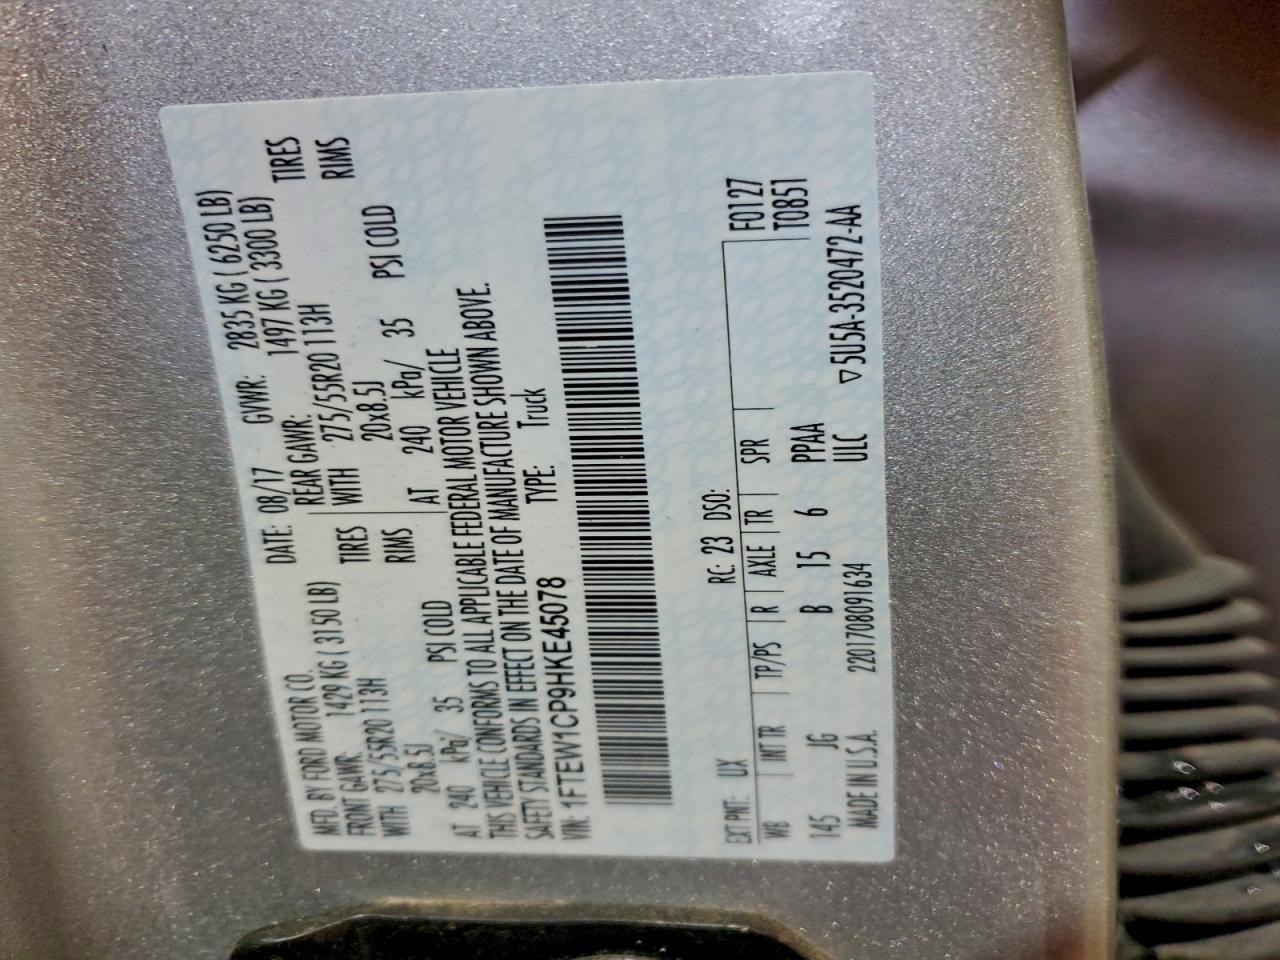 MFD. BY FORD MOTOR CO.
DATE: 08/17 GVWR: 2835 KG ( 6250 LB)
FRONT GAWR: 1429 KG ( 3150 LB) REAR GAWR: 1497 KG ( 3300 LB)
WITH 275/55R20 113H TIRES WITH 275/55R20 113H TIRES
20x8.5J RIMS 20x8.5J RIMS
AT 240 kPa/ 35 PSI COLD AT 240 kPa/ 35 PSI COLD
THIS VEHICLE CONFORMS TO ALL APPLICABLE FEDERAL MOTOR VEHICLE
SAFETY STANDARDS IN EFFECT ON THE DATE OF MANUFACTURE SHOWN ABOVE.
VIN: 1FTEW1CP9HKE45078 TYPE: Truck
EXT PNT: UX RC: 23 DSO: F0127
WB INT TR TP/PS R AXLE TR SPR T0851
145 JG B 15 6 PPAA
ULC
MADE IN U.S.A. 2201708091634 ▽5U5A-3520472-AA